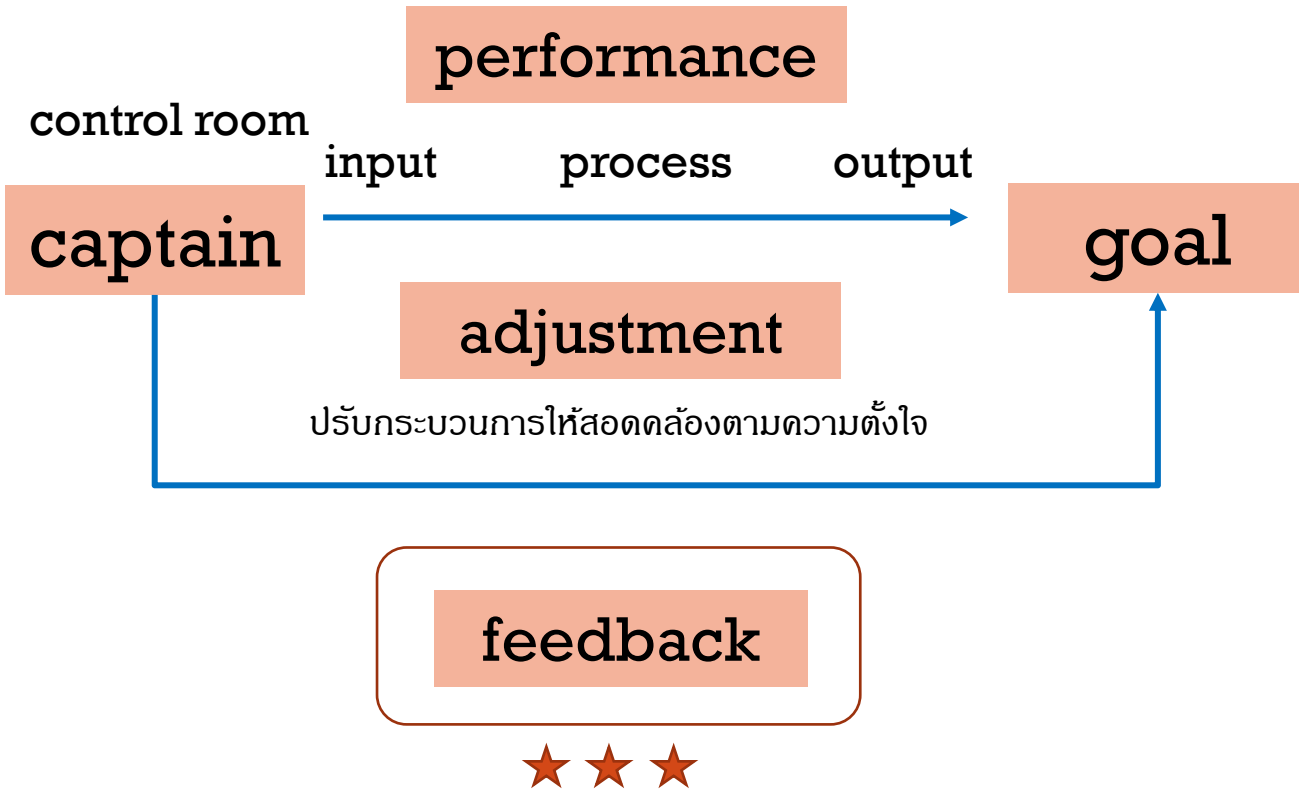 performance
control room
input process output
captain
goal
adjustment
ปรับกระบวนการให้สอดคล้องตามความตั้งใจ
feedback